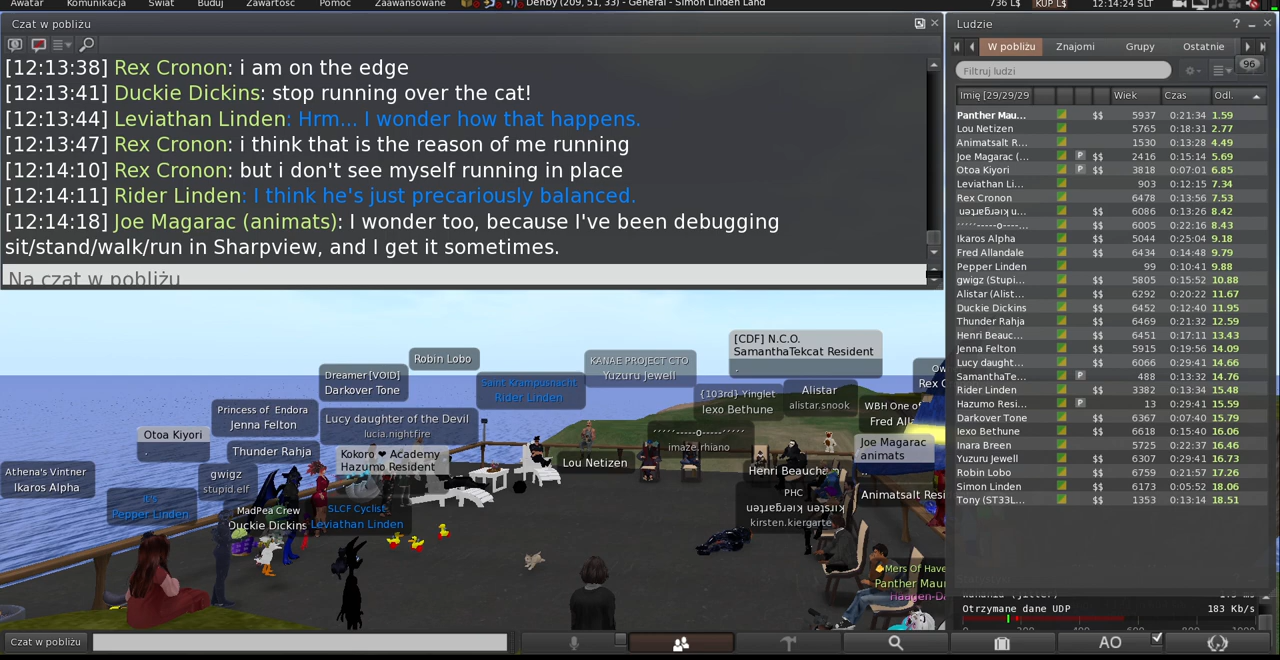 Awatar Komunikacja Świat Buduj Zawartość Pomoc Zaawansowane Denby (209, 51, 33) - General - Simon Linden Land 736 L$ KUP L$ 12:14:24 SLT
Czat w pobliżu
[12:13:38] Rex Cronon: i am on the edge
[12:13:41] Duckie Dickins: stop running over the cat!
[12:13:44] Leviathan Linden: Hrm... I wonder how that happens.
[12:13:47] Rex Cronon: i think that is the reason of me running
[12:14:10] Rex Cronon: but i don't see myself running in place
[12:14:11] Rider Linden: I think he's just precariously balanced.
[12:14:18] Joe Magarac (animats): I wonder too, because I've been debugging
sit/stand/walk/run in Sharpview, and I get it sometimes.
Na czat w pobliżu
[CDF] N.C.O.
SamanthaTekcat Resident
.
Robin Lobo
KANAE PROJECT CTO
Yuzuru Jewell
Dreamer [VOID]
Darkover Tone
Saint Krampusnacht
Rider Linden
{103rd} Yinglet
Iexo Bethune
Alistar
alistar.snook
Rex C
Princess of Endora
Jenna Felton
Lucy daughter of the Devil
lucia.nightfire
WBH One of
Fred All
Otoa Kiyori
.
Thunder Rahja
Kokoro ❤ Academy
Hazumo Resident
Lou Netizen
՛՛՛՛՛-----o----՛՛՛՛՛
imaze.rhiano
Joe Magarac
animats
Henri Beaucha
Athena's Vintner
Ikaros Alpha
gwigz
stupid.elf
It's
Pepper Linden
MadPea Crew
Duckie Dickins
SLCF Cyclist
Leviathan Linden
PHC
kirsten.kiergarte
Animatsalt Resi
Mers Of Have
Panther Maur
Haagen-Da
Czat w pobliżu
Ludzie
W pobliżu Znajomi Grupy Ostatnie
Filtruj ludzi
96
Imię [29/29/29 Wiek Czas Odl.
Panther Mau... $$ 5937 0:21:34 1.59
Lou Netizen 5765 0:18:31 2.77
Animatsalt R... 1530 0:13:28 4.49
Joe Magarac (... P $$ 2416 0:15:14 5.69
Otoa Kiyori P $$ 3818 0:07:01 6.85
Leviathan Li... 903 0:12:15 7.34
Rex Cronon 6478 0:13:56 7.53
$$ 6086 0:13:26 8.42
՛՛՛՛՛-----o----... $$ 6005 0:22:16 8.43
Ikaros Alpha $$ 5044 0:25:04 9.18
Fred Allandale $$ 6434 0:14:48 9.79
Pepper Linden 99 0:10:41 9.88
gwigz (Stupi... $$ 5805 0:15:52 10.88
Alistar (Alist... $$ 6292 0:20:22 11.67
Duckie Dickins $$ 6452 0:12:40 11.95
Thunder Rahja $$ 6469 0:21:32 12.59
Henri Beauc... $$ 6451 0:17:11 13.43
Jenna Felton $$ 5915 0:19:56 14.09
Lucy daught... $$ 6066 0:29:41 14.66
SamanthaTe... P 488 0:13:32 14.76
Rider Linden $$ 3382 0:13:34 15.48
Hazumo Resi... P 13 0:29:41 15.59
Darkover Tone $$ 6367 0:07:40 15.79
Iexo Bethune $$ 6618 0:15:40 16.06
Inara Breen 5725 0:22:37 16.46
Yuzuru Jewell $$ 6307 0:29:41 16.73
Robin Lobo $$ 6759 0:21:57 17.26
Simon Linden $$ 6173 0:05:52 18.06
Tony (ST33L... $$ 1353 0:13:14 18.51
Otrzymane dane UDP 183 Kb/s
AO